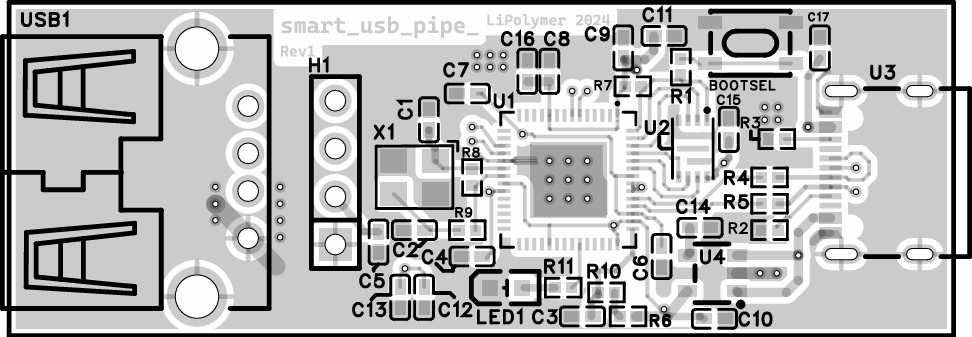 USB1
smart_usb_pipe_
LiPolymer 2024
Rev1
C16
C8
C9
C11
C17
H1
C7
U1
R7
R1
BOOTSEL
U3
C1
X1
U2
C15
R3
R8
R4
R5
R9
C14
R2
C2
C4
C6
U4
C5
R11
R10
C13
C12
LED1
C3
R6
C10